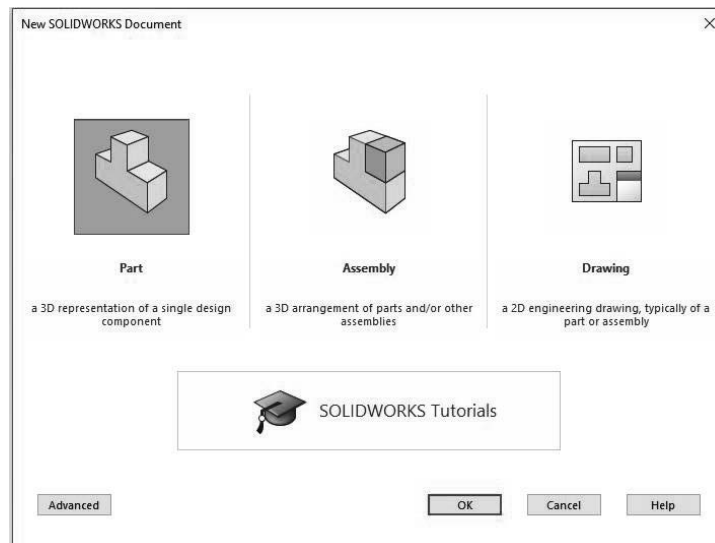 New SOLIDWORKS Document
Part
Assembly
Drawing
a 3D representation of a single design
component
a 3D arrangement of parts and/or other
assemblies
a 2D engineering drawing, typically of a
part or assembly
SOLIDWORKS Tutorials
Advanced
OK
Cancel
Help